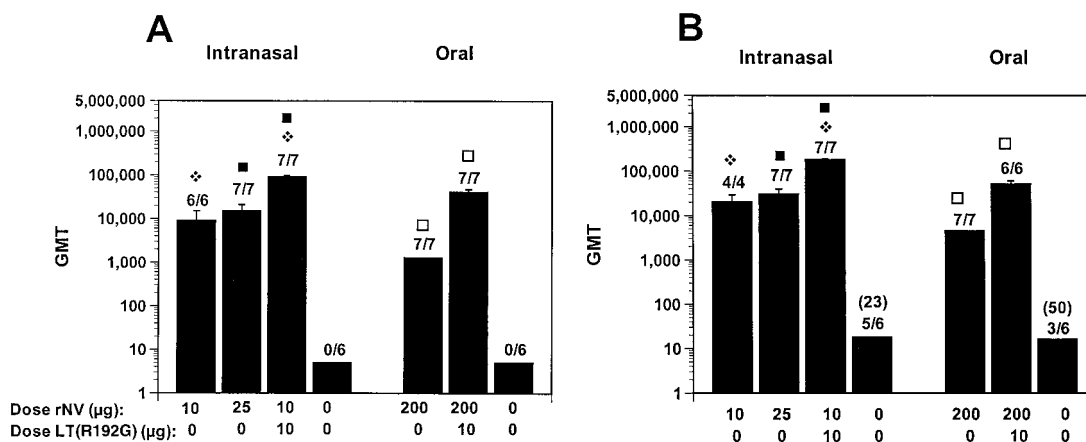 A
Intranasal Oral
5,000,000
1,000,000
100,000
10,000
1,000
100
10
1
GMT
6/6 7/7 7/7 0/6 7/7 7/7 0/6
Dose rNV (µg): 10 25 10 0 200 200 0
Dose LT(R192G) (µg): 0 0 10 0 0 10 0
B
Intranasal Oral
5,000,000
1,000,000
100,000
10,000
1,000
100
10
1
GMT
4/4 7/7 7/7 (23) 5/6 7/7 6/6 (50) 3/6
10 25 10 0 200 200 0
0 0 10 0 0 10 0